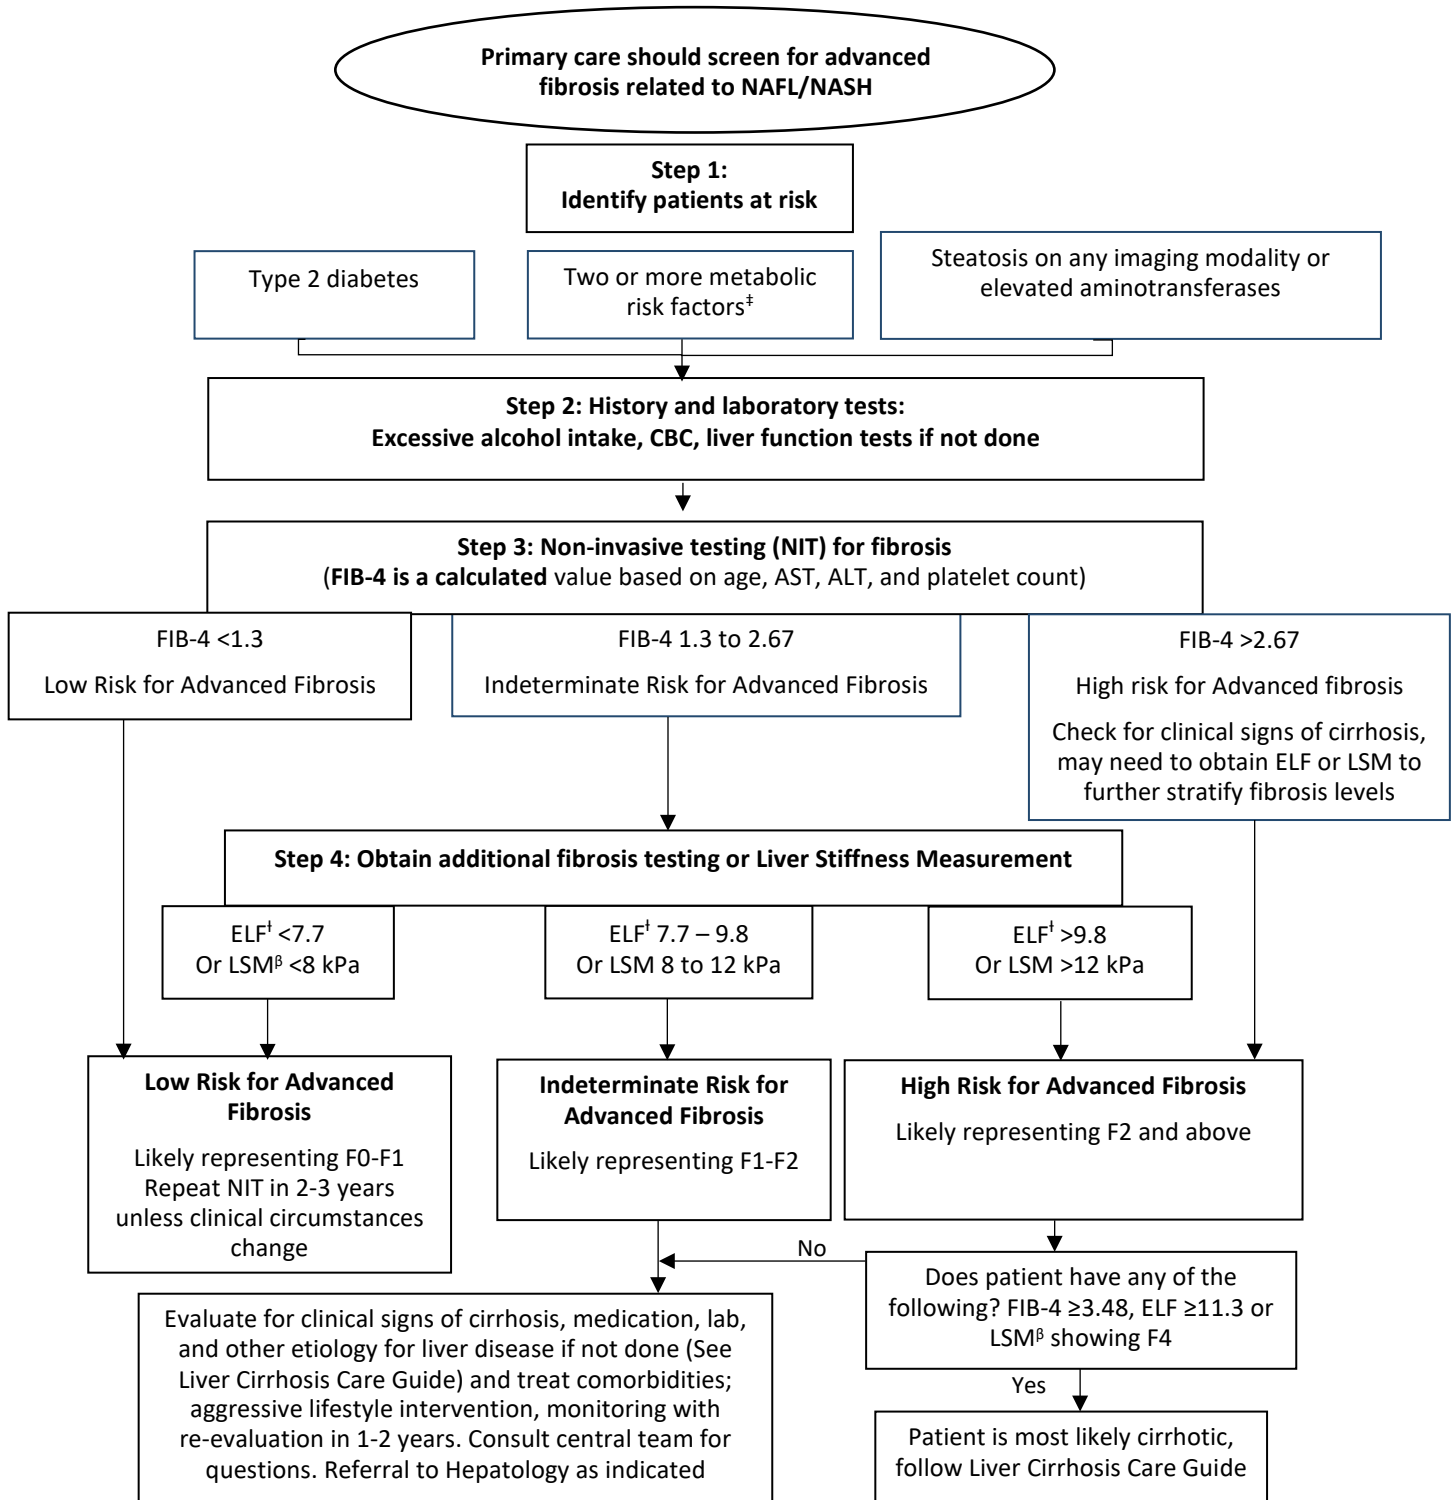 Primary care should screen for advanced
fibrosis related to NAFL/NASH
Step 1:
Identify patients at risk
Type 2 diabetes
Two or more metabolic
risk factors‡
Steatosis on any imaging modality or
elevated aminotransferases
Step 2: History and laboratory tests:
Excessive alcohol intake, CBC, liver function tests if not done
Step 3: Non-invasive testing (NIT) for fibrosis
(FIB-4 is a calculated value based on age, AST, ALT, and platelet count)
FIB-4 <1.3
Low Risk for Advanced Fibrosis
FIB-4 1.3 to 2.67
Indeterminate Risk for Advanced Fibrosis
FIB-4 >2.67
High risk for Advanced fibrosis
Check for clinical signs of cirrhosis,
may need to obtain ELF or LSM to
further stratify fibrosis levels
Step 4: Obtain additional fibrosis testing or Liver Stiffness Measurement
ELFƚ <7.7
Or LSMᵝ <8 kPa
ELFƚ 7.7 – 9.8
Or LSM 8 to 12 kPa
ELFƚ >9.8
Or LSM >12 kPa
Low Risk for Advanced
Fibrosis
Likely representing F0-F1
Repeat NIT in 2-3 years
unless clinical circumstances
change
Indeterminate Risk for
Advanced Fibrosis
Likely representing F1-F2
High Risk for Advanced Fibrosis
Likely representing F2 and above
No
Does patient have any of the
following? FIB-4 ≥3.48, ELF ≥11.3 or
LSMᵝ showing F4
Evaluate for clinical signs of cirrhosis, medication, lab,
and other etiology for liver disease if not done (See
Liver Cirrhosis Care Guide) and treat comorbidities;
aggressive lifestyle intervention, monitoring with
re-evaluation in 1-2 years. Consult central team for
questions. Referral to Hepatology as indicated
Yes
Patient is most likely cirrhotic,
follow Liver Cirrhosis Care Guide